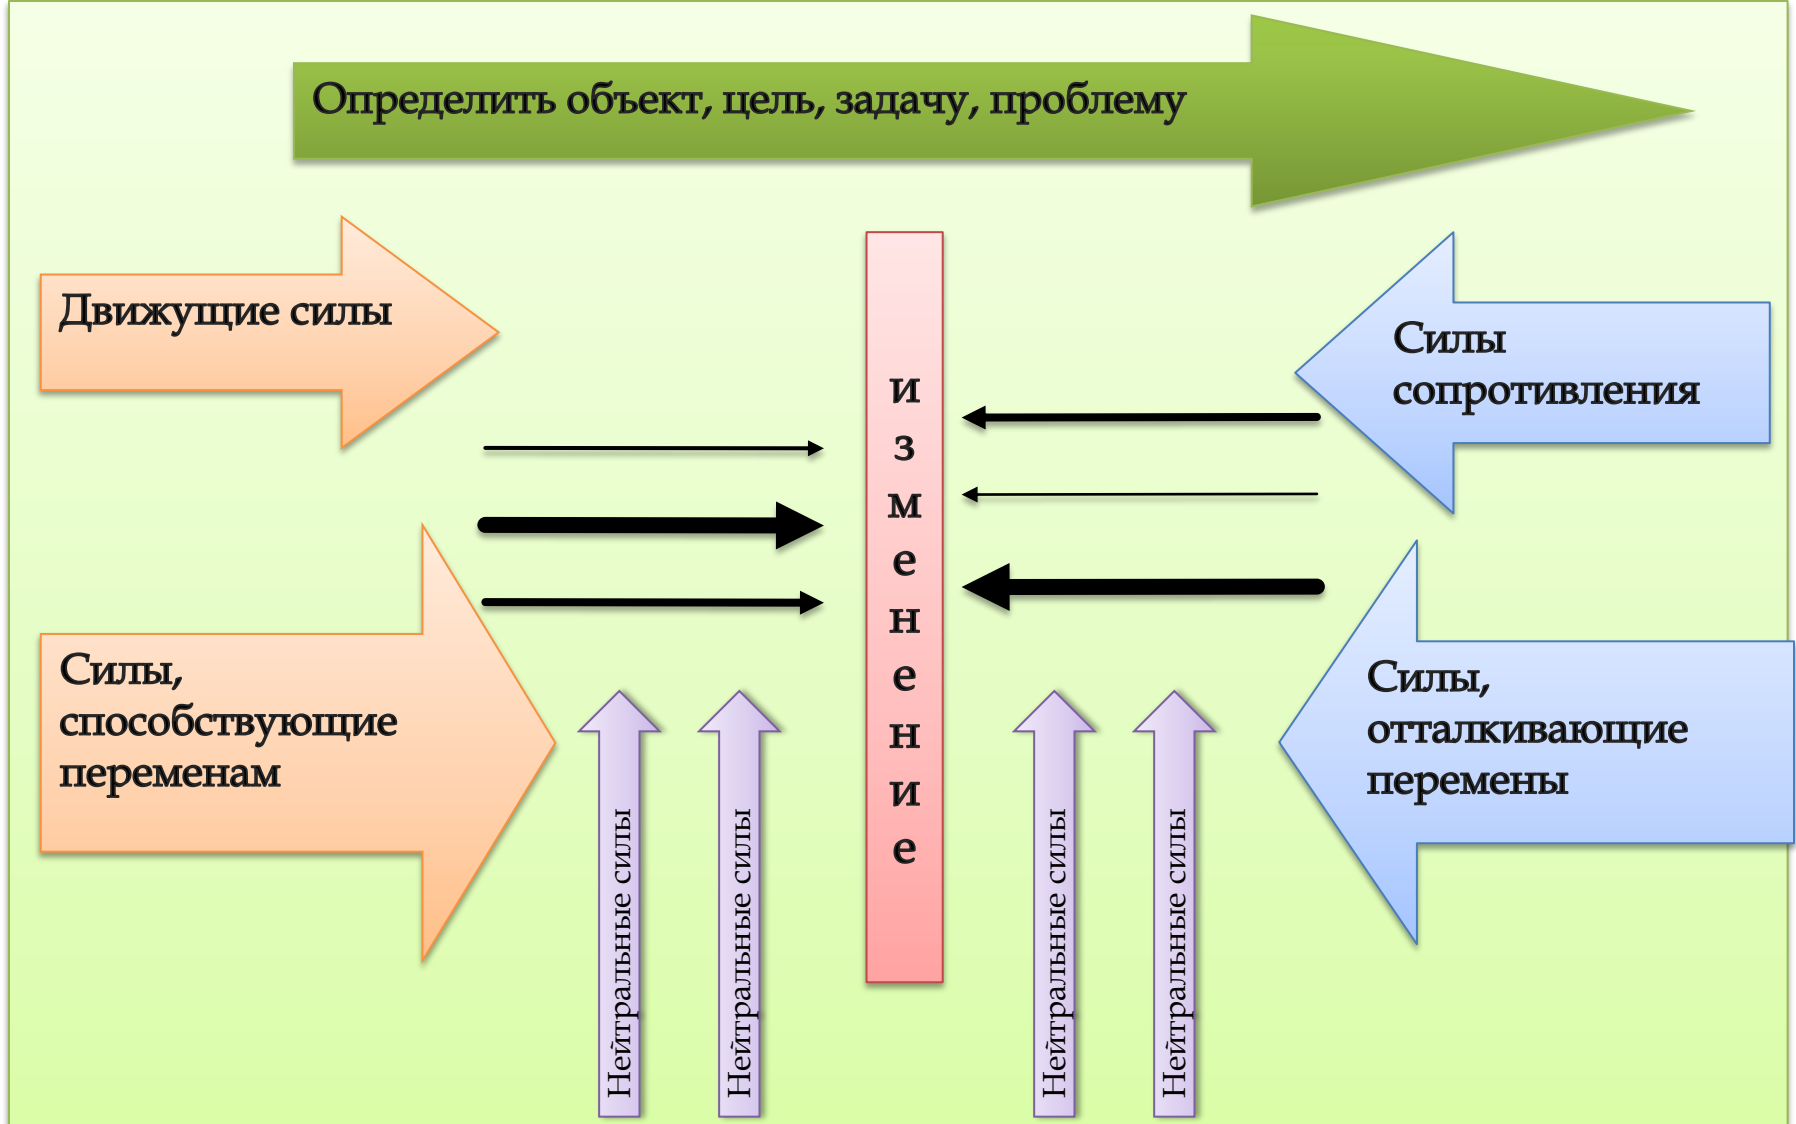 Определить объект, цель, задачу, проблему
Движущие силы
Силы
сопротивления
и
з
м
е
н
е
н
и
е
Силы,
способствующие
переменам
Силы,
отталкивающие
перемены
Нейтральные силы
Нейтральные силы
Нейтральные силы
Нейтральные силы